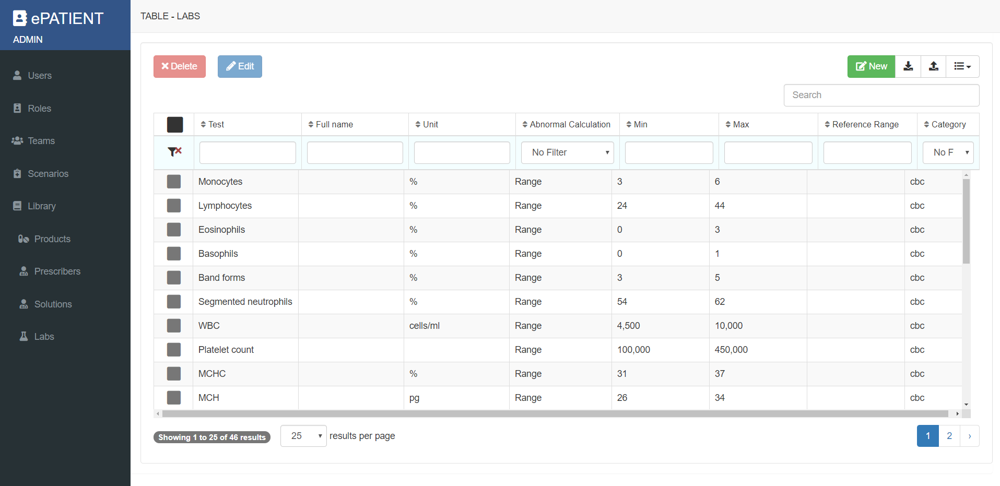 ePATIENT
ADMIN
Users
Roles
Teams
Scenarios
Library
Products
Prescribers
Solutions
Labs
TABLE - LABS
Delete Edit New
Search
Test Full name Unit Abnormal Calculation Min Max Reference Range Category
No Filter No F
Monocytes % Range 3 6 cbc
Lymphocytes % Range 24 44 cbc
Eosinophils % Range 0 3 cbc
Basophils % Range 0 1 cbc
Band forms % Range 3 5 cbc
Segmented neutrophils % Range 54 62 cbc
WBC cells/ml Range 4,500 10,000 cbc
Platelet count Range 100,000 450,000 cbc
MCHC % Range 31 37 cbc
MCH pg Range 26 34 cbc
Showing 1 to 25 of 46 results 25 results per page 1 2 ›